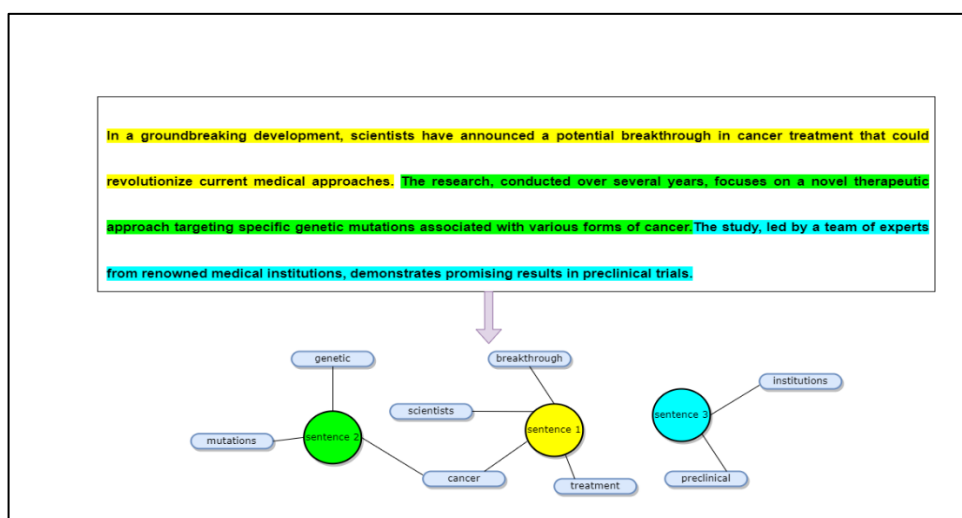 In a groundbreaking development, scientists have announced a potential breakthrough in cancer treatment that could
revolutionize current medical approaches. The research, conducted over several years, focuses on a novel therapeutic
approach targeting specific genetic mutations associated with various forms of cancer.The study, led by a team of experts
from renowned medical institutions, demonstrates promising results in preclinical trials.
genetic
breakthrough
institutions
scientists
sentence 3
sentence 1
sentence 2
mutations
cancer
preclinical
treatment